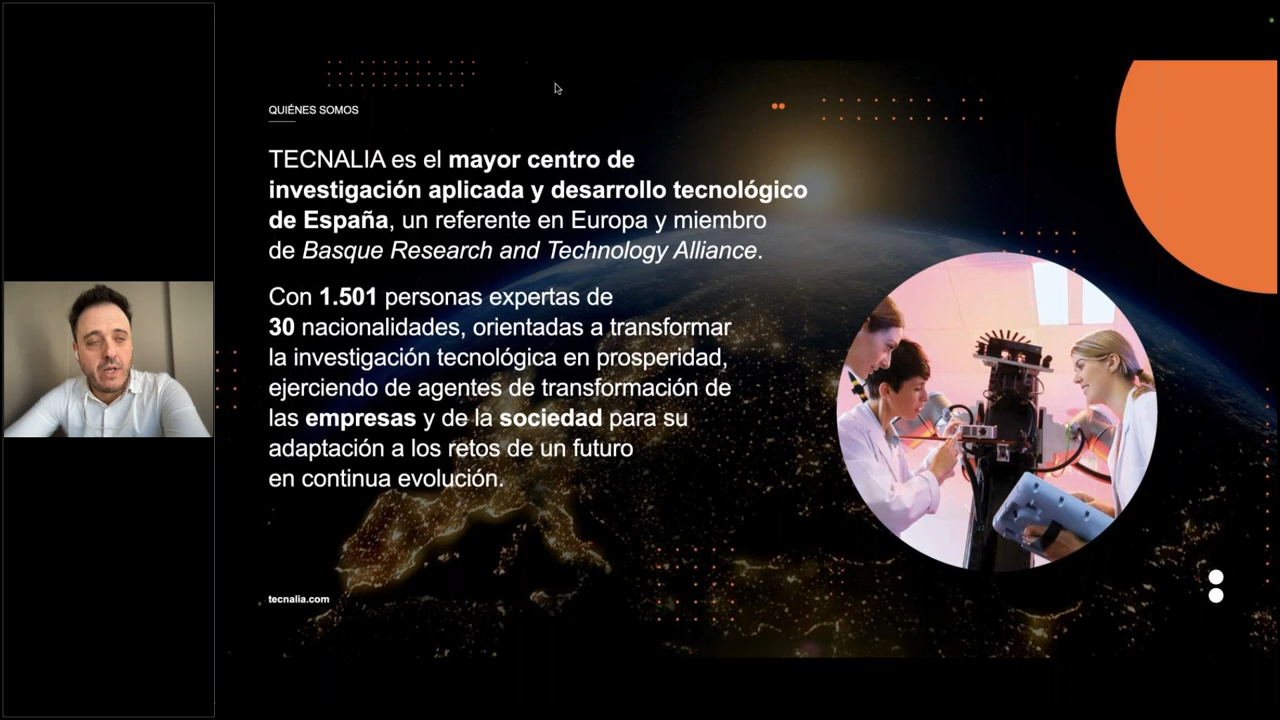 QUIÉNES SOMOS
TECNALIA es el mayor centro de
investigación aplicada y desarrollo tecnológico
de España, un referente en Europa y miembro
de Basque Research and Technology Alliance.
Con 1.501 personas expertas de
30 nacionalidades, orientadas a transformar
la investigación tecnológica en prosperidad,
ejerciendo de agentes de transformación de
las empresas y de la sociedad para su
adaptación a los retos de un futuro
en continua evolución.
tecnalia.com